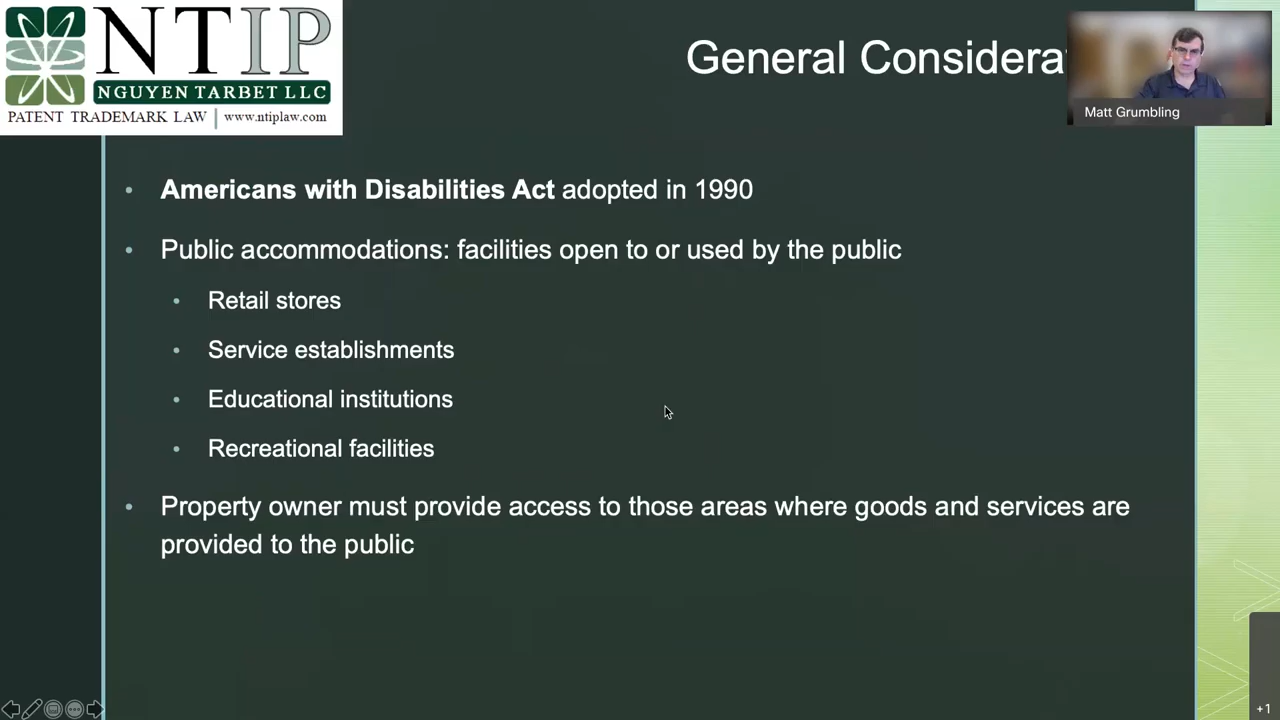 NTIP
NGUYEN TARBET LLC
PATENT TRADEMARK LAW | www.ntiplaw.com
General Considera
Matt Grumbling
• Americans with Disabilities Act adopted in 1990
• Public accommodations: facilities open to or used by the public
• Retail stores
• Service establishments
• Educational institutions
• Recreational facilities
• Property owner must provide access to those areas where goods and services are
provided to the public
+1